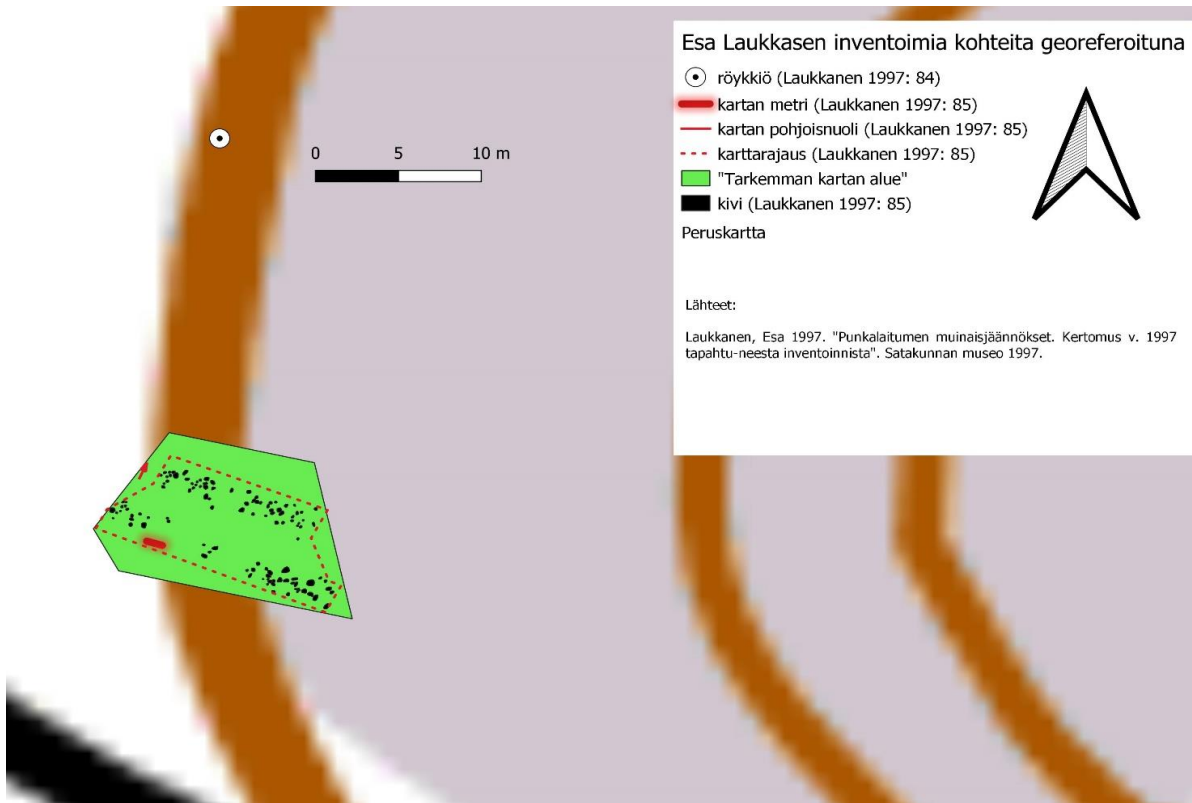 Esa Laukkasen inventoimia kohteita georeferoituna
röykkiö (Laukkanen 1997: 84)
kartan metri (Laukkanen 1997: 85)
kartan pohjoisnuoli (Laukkanen 1997: 85)
karttarajaus (Laukkanen 1997: 85)
"Tarkemman kartan alue"
kivi (Laukkanen 1997: 85)
Peruskartta
Lähteet:
Laukkanen, Esa 1997. "Punkalaitumen muinaisjäännökset. Kertomus v. 1997
tapahtu-neesta inventoinnista". Satakunnan museo 1997.
0 5 10 m